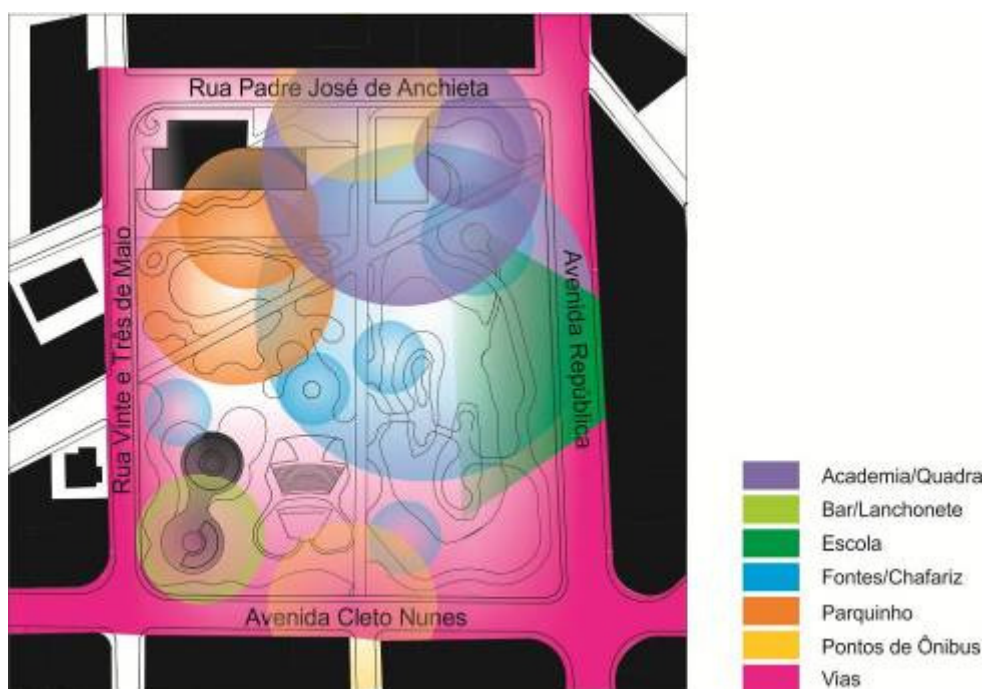 Rua Padre José de Anchieta
Rua Vinte e Três de Maio
Avenida República
Avenida Cleto Nunes
Academia/Quadra
Bar/Lanchonete
Escola
Fontes/Chafariz
Parquinho
Pontos de Ônibus
Vias